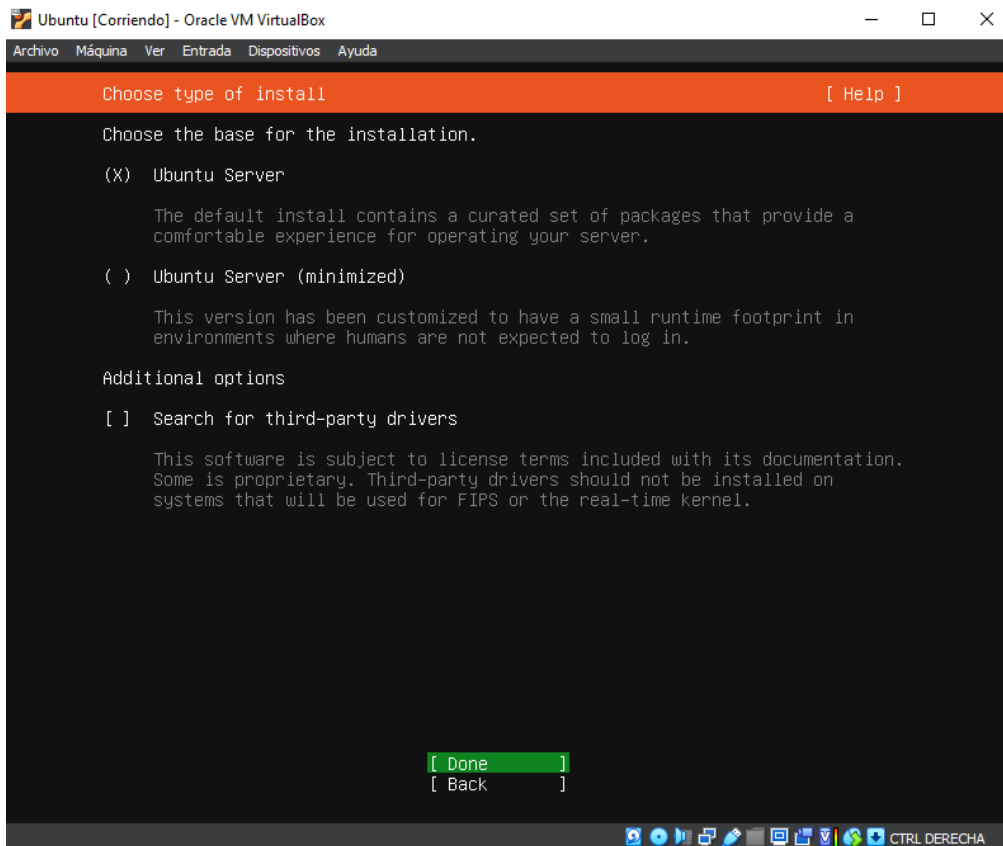 Ubuntu [Corriendo] - Oracle VM VirtualBox
Archivo Máquina Ver Entrada Dispositivos Ayuda
Choose type of install [ Help ]
Choose the base for the installation.
(X) Ubuntu Server
The default install contains a curated set of packages that provide a
comfortable experience for operating your server.
( ) Ubuntu Server (minimized)
This version has been customized to have a small runtime footprint in
environments where humans are not expected to log in.
Additional options
[ ] Search for third-party drivers
This software is subject to license terms included with its documentation.
Some is proprietary. Third-party drivers should not be installed on
systems that will be used for FIPS or the real-time kernel.
[ Done ]
[ Back ]
CTRL DERECHA